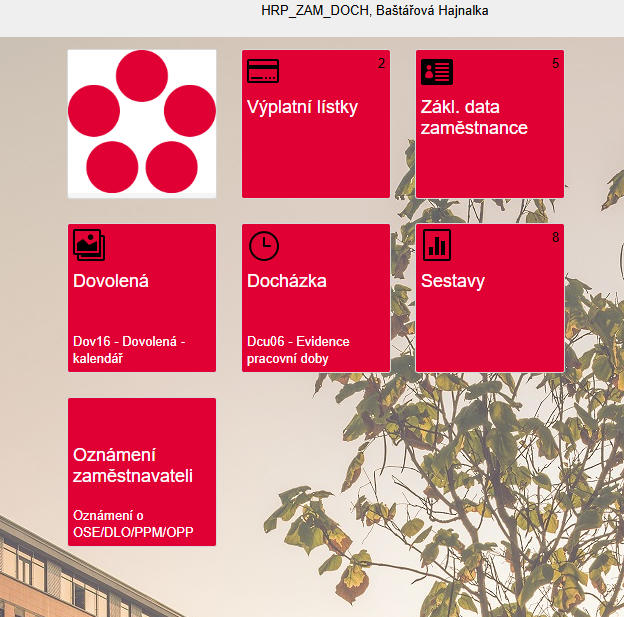 HRP_ZAM_DOCH, Baštářová Hajnalka
2
Výplatní lístky
5
Zákl. data
zaměstnance
Dovolená
Dov16 - Dovolená -
kalendář
Docházka
Dcu06 - Evidence
pracovní doby
8
Sestavy
Oznámení
zaměstnavateli
Oznámení o
OSE/DLO/PPM/OPP